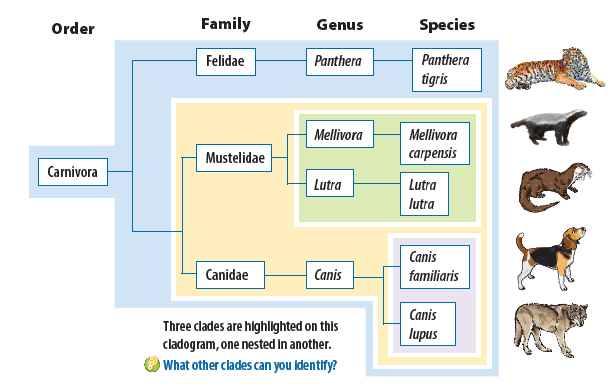 Order
Family
Genus
Species
Felidae
Panthera
Panthera
tigris
Mellivora
Mellivora
carpensis
Mustelidae
Carnivora
Lutra
Lutra
lutra
Canidae
Canis
Canis
familiaris
Canis
lupus
Three clades are highlighted on this
cladogram, one nested in another.
What other clades can you identify?